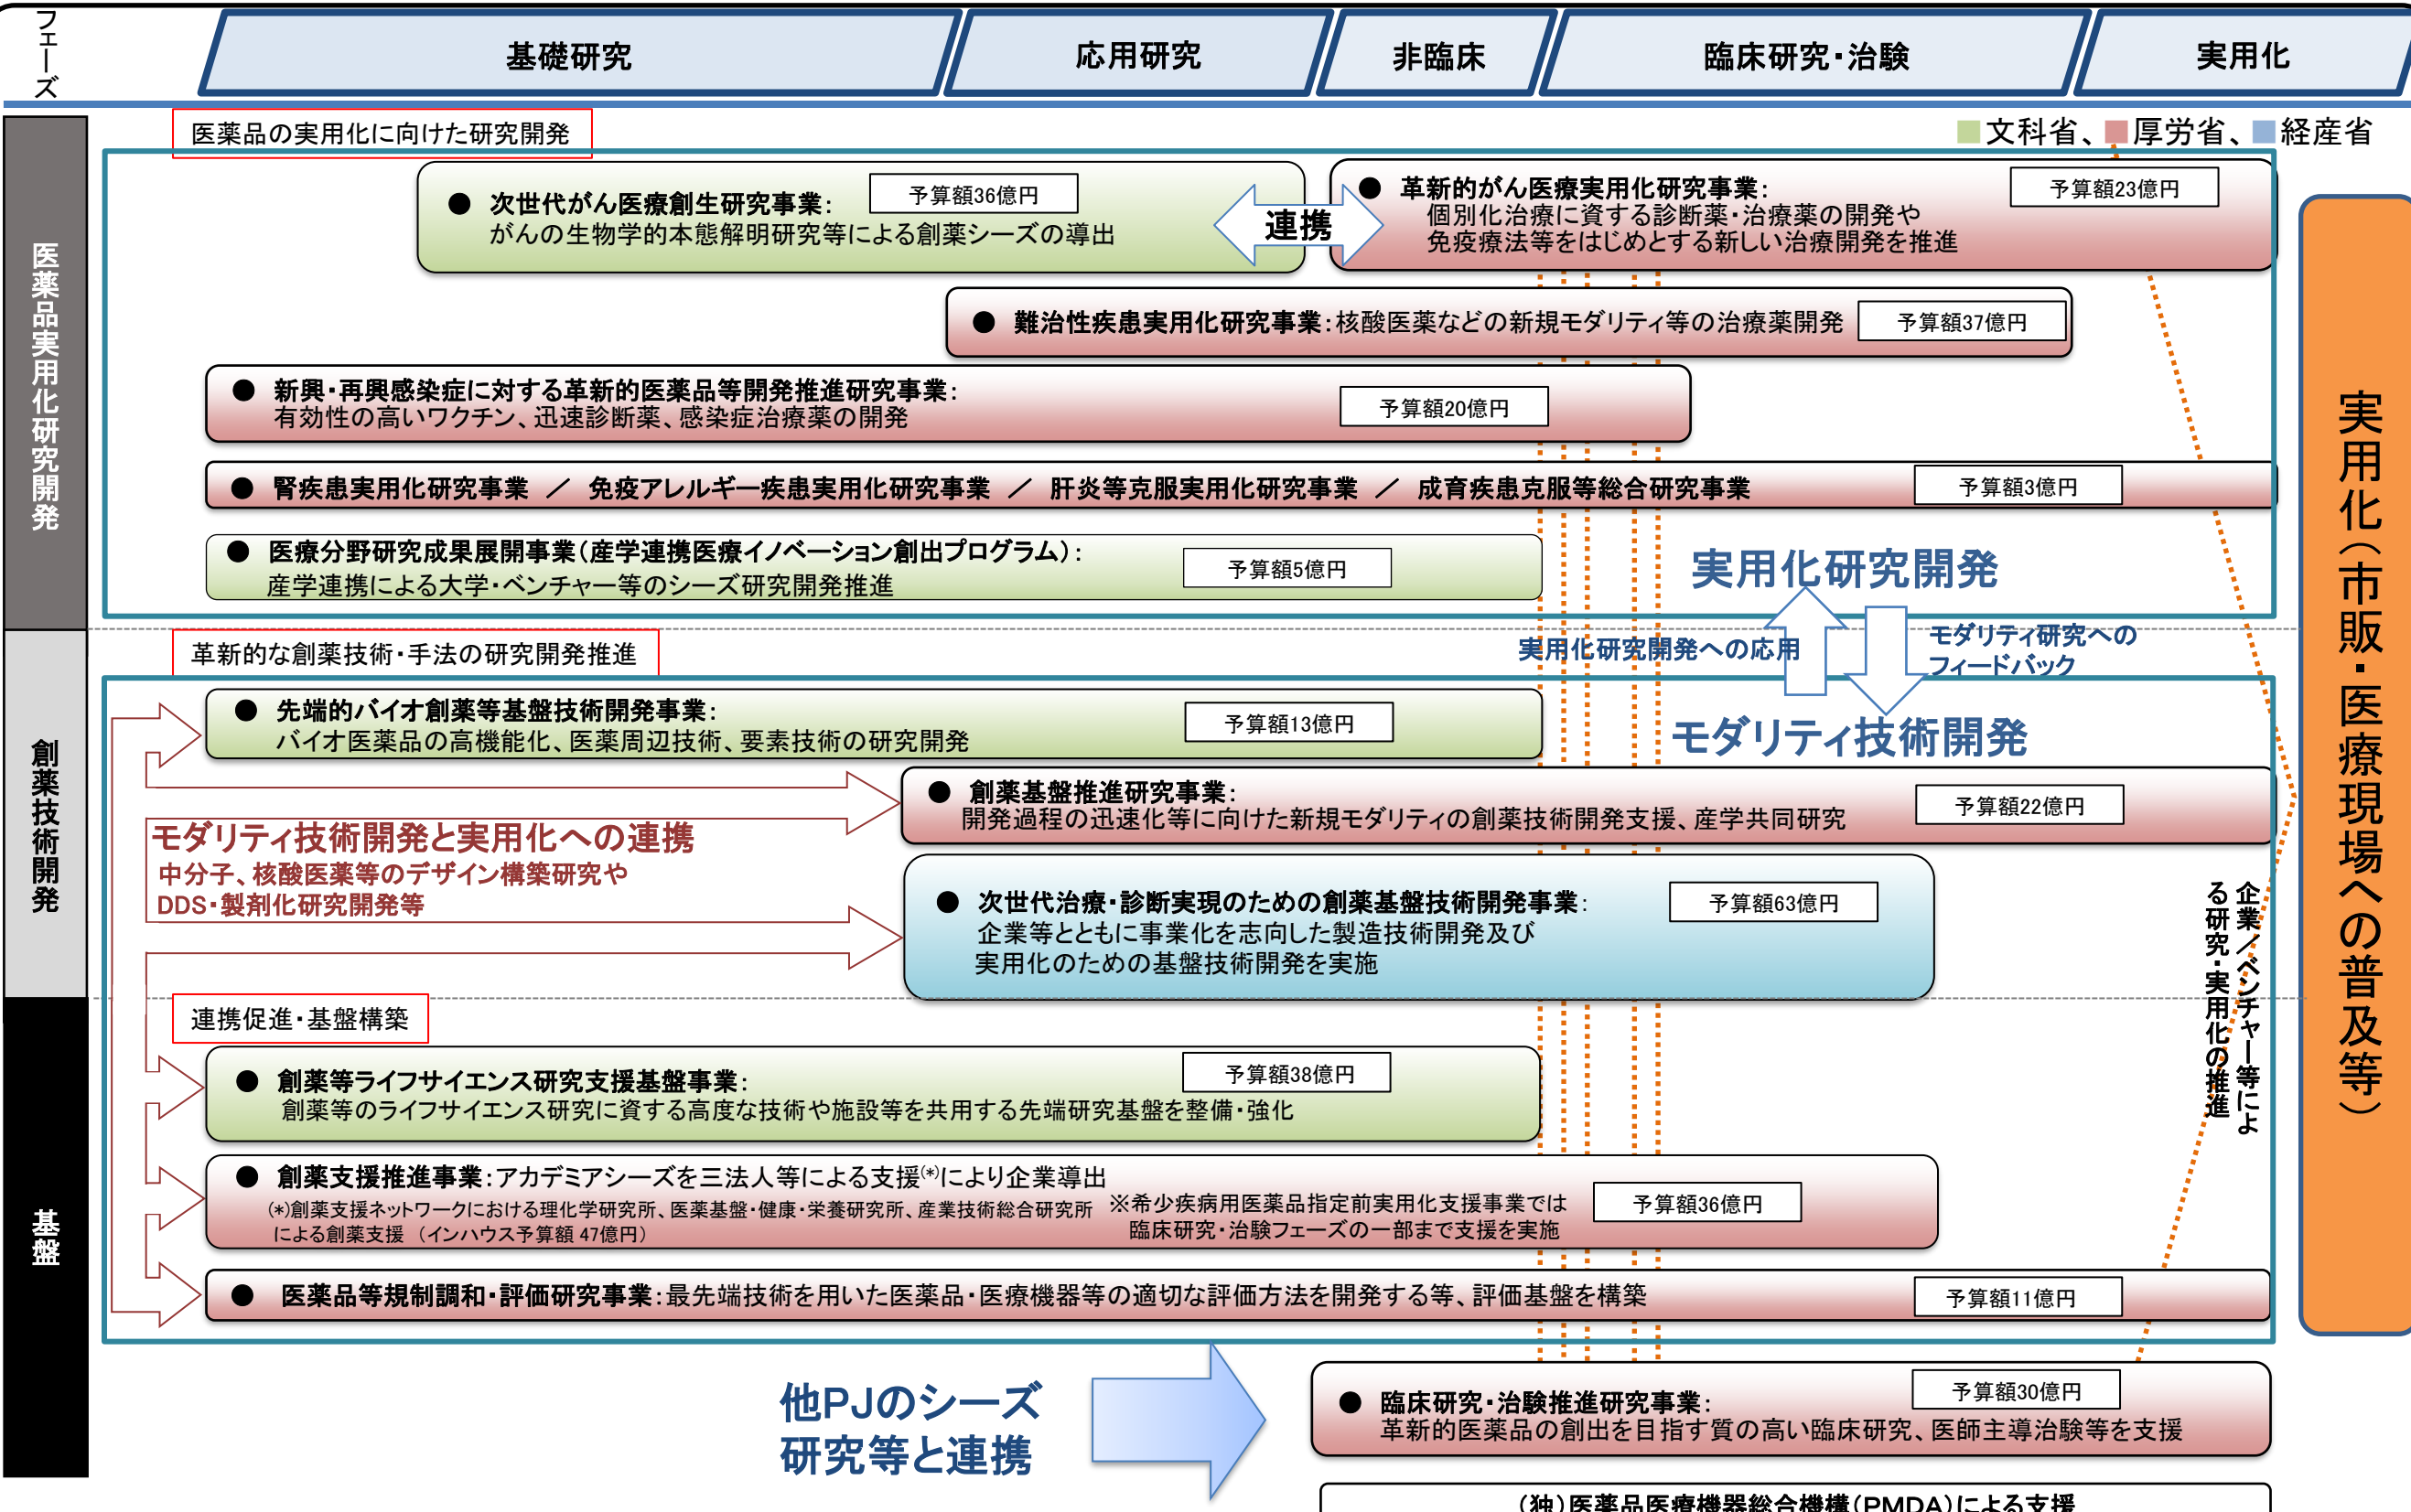 フェーズ
基礎研究
応用研究
非臨床
臨床研究・治験
実用化
医薬品の実用化に向けた研究開発
■文科省、■厚労省、■経産省
医薬品実用化研究開発
● 次世代がん医療創生研究事業:
予算額36億円
がんの生物学的本態解明研究等による創薬シーズの導出
連携
● 革新的がん医療実用化研究事業:
予算額23億円
個別化治療に資する診断薬・治療薬の開発や
免疫療法等をはじめとする新しい治療開発を推進
● 難治性疾患実用化研究事業:核酸医薬などの新規モダリティ等の治療薬開発
予算額37億円
● 新興・再興感染症に対する革新的医薬品等開発推進研究事業:
有効性の高いワクチン、迅速診断薬、感染症治療薬の開発
予算額20億円
● 腎疾患実用化研究事業 / 免疫アレルギー疾患実用化研究事業 / 肝炎等克服実用化研究事業 / 成育疾患克服等総合研究事業
予算額3億円
● 医療分野研究成果展開事業(産学連携医療イノベーション創出プログラム):
産学連携による大学・ベンチャー等のシーズ研究開発推進
予算額5億円
実用化研究開発
実用化研究開発への応用
モダリティ研究への
フィードバック
モダリティ技術開発
革新的な創薬技術・手法の研究開発推進
創薬技術開発
● 先端的バイオ創薬等基盤技術開発事業:
バイオ医薬品の高機能化、医薬周辺技術、要素技術の研究開発
予算額13億円
● 創薬基盤推進研究事業:
開発過程の迅速化等に向けた新規モダリティの創薬技術開発支援、産学共同研究
予算額22億円
モダリティ技術開発と実用化への連携
中分子、核酸医薬等のデザイン構築研究や
DDS・製剤化研究開発等
● 次世代治療・診断実現のための創薬基盤技術開発事業:
予算額63億円
企業等とともに事業化を志向した製造技術開発及び
実用化のための基盤技術開発を実施
企業/ベンチャー等によ
る研究・実用化の推進
実用化(市販・医療現場への普及等)
連携促進・基盤構築
基盤
● 創薬等ライフサイエンス研究支援基盤事業:
予算額38億円
創薬等のライフサイエンス研究に資する高度な技術や施設等を共用する先端研究基盤を整備・強化
● 創薬支援推進事業:アカデミアシーズを三法人等による支援(*)により企業導出
(*)創薬支援ネットワークにおける理化学研究所、医薬基盤・健康・栄養研究所、産業技術総合研究所
による創薬支援 (インハウス予算額 47億円)
※希少疾病用医薬品指定前実用化支援事業では
臨床研究・治験フェーズの一部まで支援を実施
予算額36億円
● 医薬品等規制調和・評価研究事業:最先端技術を用いた医薬品・医療機器等の適切な評価方法を開発する等、評価基盤を構築
予算額11億円
他PJのシーズ
研究等と連携
● 臨床研究・治験推進研究事業:
予算額30億円
革新的医薬品の創出を目指す質の高い臨床研究、医師主導治験等を支援
(独)医薬品医療機器総合機構(PMDA)による支援